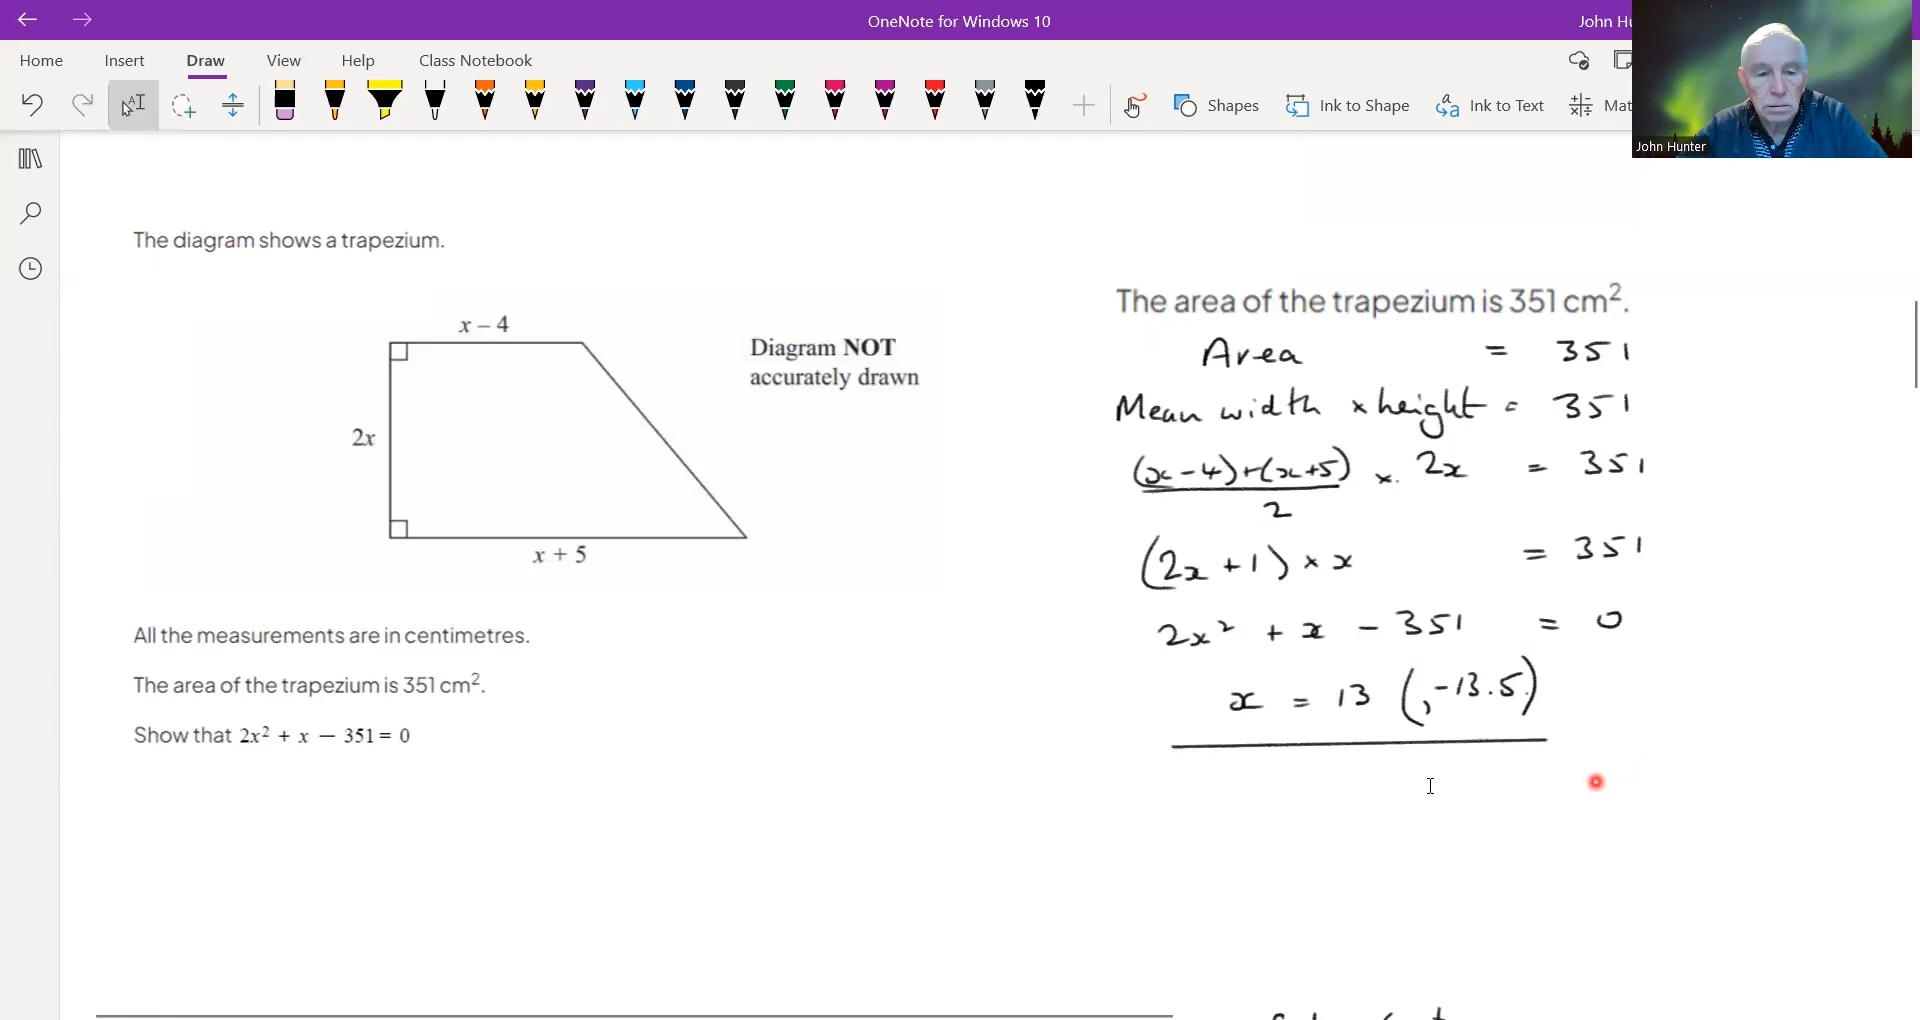 OneNote for Windows 10
John Hu
Home Insert Draw View Help Class Notebook
Shapes Ink to Shape Ink to Text Mat
John Hunter
The diagram shows a trapezium.
x – 4
Diagram NOT
accurately drawn
2x
x + 5
All the measurements are in centimetres.
The area of the trapezium is 351 cm².
Show that 2x² + x − 351 = 0
The area of the trapezium is 351 cm².
Area = 351
Mean width × height = 351
(x-4)+(x+5) × 2x = 351
2
(2x + 1) × x = 351
2x² + x - 351 = 0
x = 13 (, -13.5)